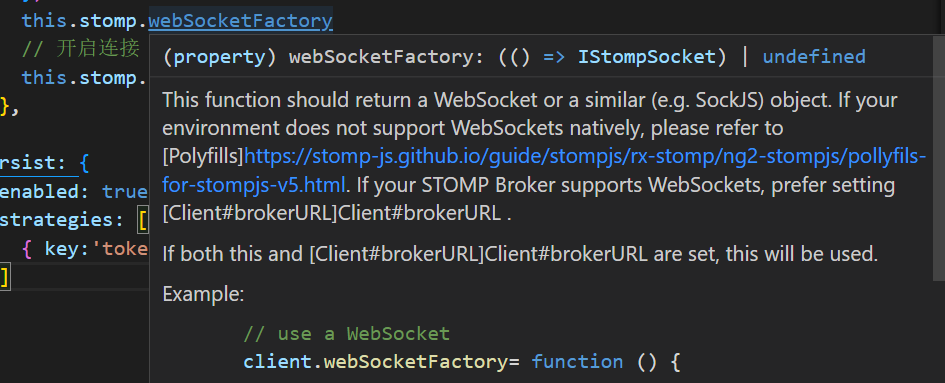 this.stomp.webSocketFactory
// 开启连接
this.stomp.
},
rsist: {
enabled: true
strategies: [
{ key:'toke
]
(property) webSocketFactory: (() => IStompSocket) | undefined
This function should return a WebSocket or a similar (e.g. SockJS) object. If your
environment does not support WebSockets natively, please refer to
[Polyfills]https://stomp-js.github.io/guide/stompjs/rx-stomp/ng2-stompjs/pollyfils-
for-stompjs-v5.html. If your STOMP Broker supports WebSockets, prefer setting
[Client#brokerURL]Client#brokerURL .
If both this and [Client#brokerURL]Client#brokerURL are set, this will be used.
Example:
// use a WebSocket
client.webSocketFactory= function () {